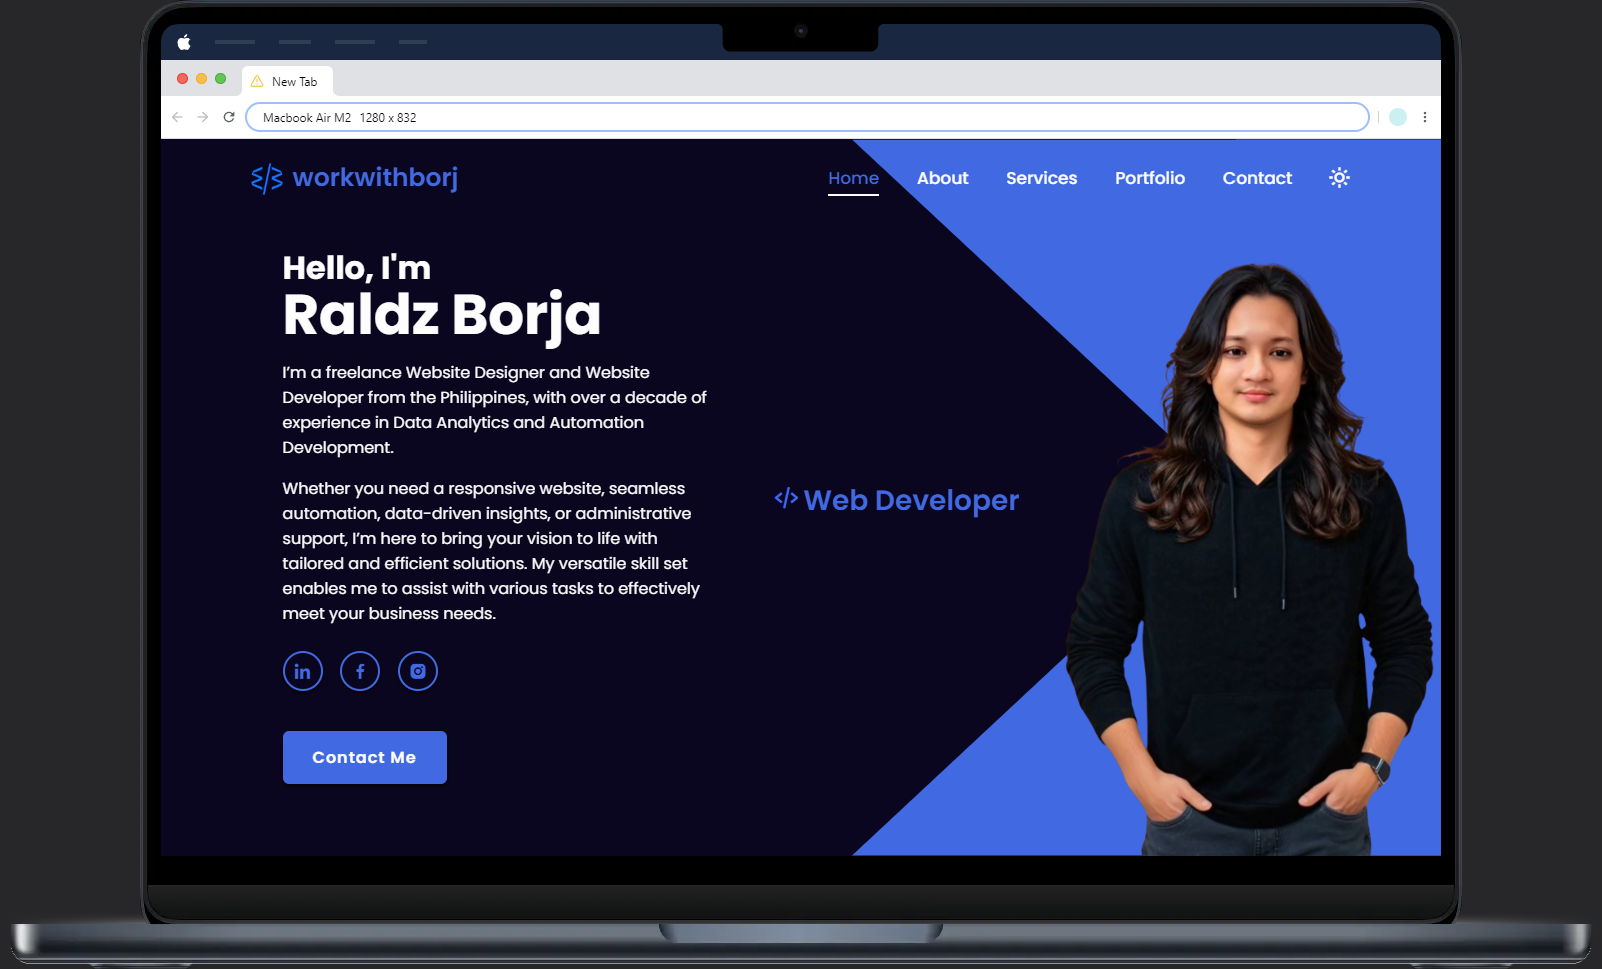 New Tab
Macbook Air M2 1280 x 832
</> workwithborj
Home About Services Portfolio Contact
Hello, I'm
Raldz Borja
I’m a freelance Website Designer and Website
Developer from the Philippines, with over a decade of
experience in Data Analytics and Automation
Development.
Whether you need a responsive website, seamless
automation, data-driven insights, or administrative
support, I’m here to bring your vision to life with
tailored and efficient solutions. My versatile skill set
enables me to assist with various tasks to effectively
meet your business needs.
</> Web Developer
in f
Contact Me